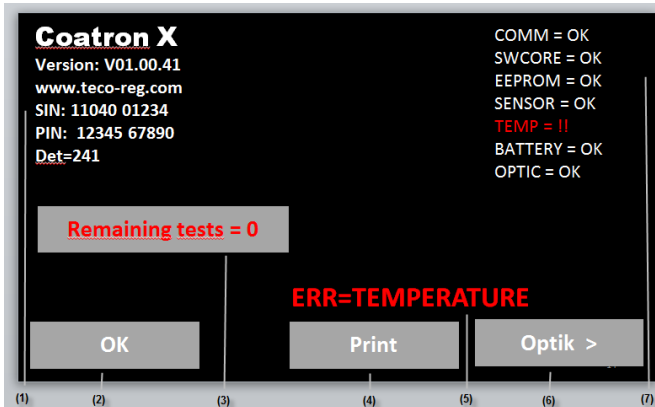 Coatron X
Version: V01.00.41
www.teco-reg.com
SIN: 11040 01234
PIN: 12345 67890
Det=241
COMM = OK
SWCORE = OK
EEPROM = OK
SENSOR = OK
TEMP = !!
BATTERY = OK
OPTIC = OK
Remaining tests = 0
ERR=TEMPERATURE
OK
Print
Optik >
(1)
(2)
(3)
(4)
(5)
(6)
(7)